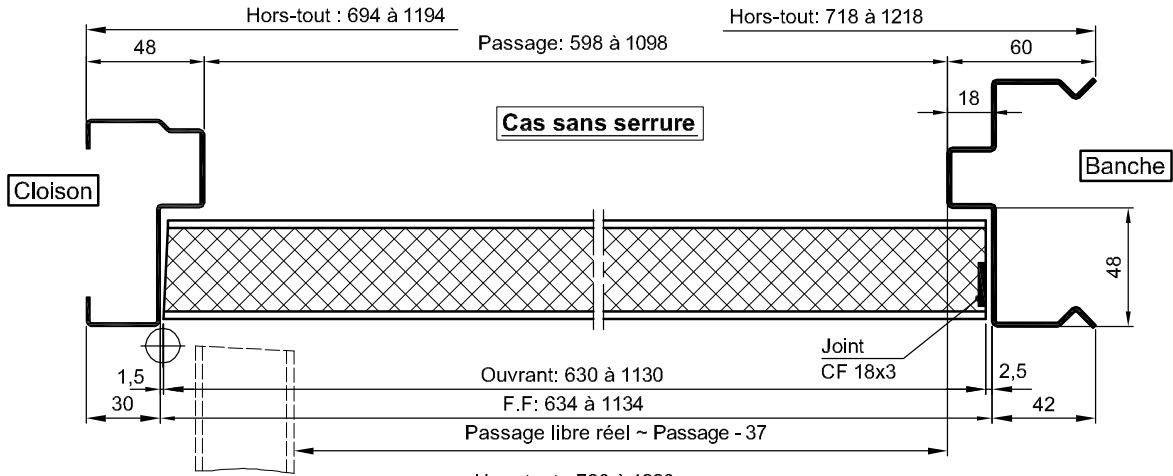 Hors-tout : 694 à 1194
Hors-tout: 718 à 1218
48
Passage: 598 à 1098
60
18
Cas sans serrure
Cloison
Banche
48
Joint
CF 18x3
1,5
Ouvrant: 630 à 1130
2,5
30
F.F: 634 à 1134
42
Passage libre réel ~ Passage - 37